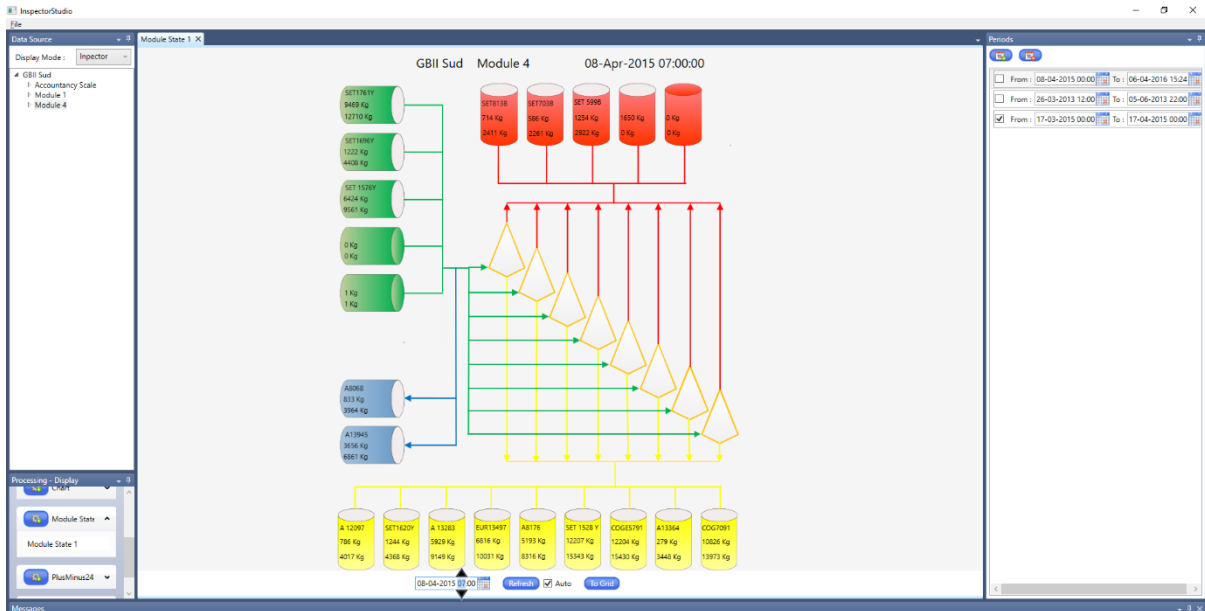 InspectorStudio
File
Data Source
Display Mode : Inpector
GBII Sud
Accountancy Scale
Module 1
Module 4
Processing - Display
Chart
Module State
Module State 1
PlusMinus24
Messages
Module State 1 X
GBII Sud Module 4 08-Apr-2015 07:00:00
SET1761Y
9469 Kg
12710 Kg
SET1696Y
1222 Kg
4408 Kg
SET 1576Y
6424 Kg
9561 Kg
0 Kg
0 Kg
1 Kg
1 Kg
A8068
833 Kg
3964 Kg
A13945
3656 Kg
6861 Kg
SET813B
714 Kg
2411 Kg
SET703B
586 Kg
2261 Kg
SET 599B
1254 Kg
2922 Kg
1650 Kg
0 Kg
0 Kg
0 Kg
A 12097
786 Kg
4017 Kg
SET1620Y
1244 Kg
4368 Kg
A 13283
5929 Kg
9149 Kg
EUR13497
6816 Kg
10031 Kg
A8176
5193 Kg
8316 Kg
SET 1528 Y
12207 Kg
15343 Kg
COGE5791
12204 Kg
15430 Kg
A13364
279 Kg
3448 Kg
COG7091
10826 Kg
13973 Kg
08-04-2015 07:00 Refresh Auto To Grid
Periods
From : 08-04-2015 00:00 To : 06-04-2016 15:24
From : 26-03-2013 12:00 To : 05-06-2013 22:00
From : 17-03-2015 00:00 To : 17-04-2015 00:00